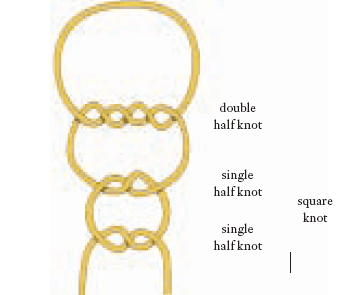 double
half knot
single
half knot
square
knot
single
half knot